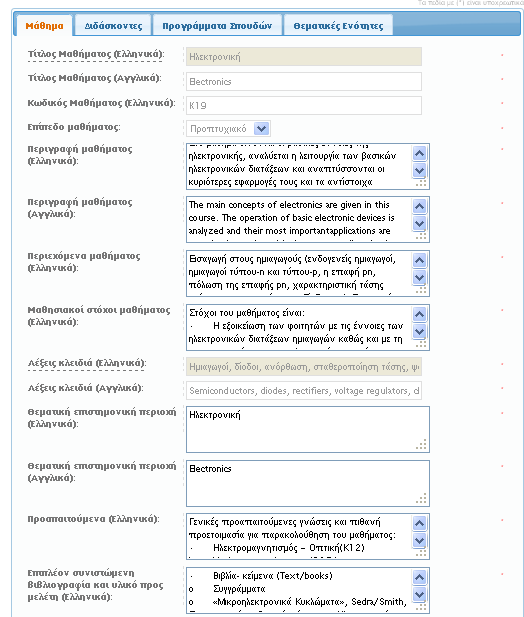 Τα πεδία με (*) είναι υποχρεωτικά
Μάθημα Διδάσκοντες Προγράμματα Σπουδών Θεματικές Ενότητες
Τίτλος Μαθήματος (Ελληνικά): Ηλεκτρονική *
Τίτλος Μαθήματος (Αγγλικά): Electronics *
Κωδικός Μαθήματος (Ελληνικά): K19 *
Επίπεδο μαθήματος: Προπτυχιακό *
Περιγραφή μαθήματος
(Ελληνικά):
ηλεκτρονικής, αναλύεται η λειτουργία των βασικών
ηλεκτρονικών διατάξεων και αναπτύσσονται οι
κυριότερες εφαρμογές τους και τα αντίστοιχα
*
Περιγραφή μαθήματος
(Αγγλικά):
The main concepts of electronics are given in this
course. The operation of basic electronic devices is
analyzed and their most importantapplications are
*
Περιεχόμενα μαθήματος
(Ελληνικά):
Εισαγωγή στους ημιαγωγούς (ενδογενείς ημιαγωγοί,
ημιαγωγοί τύπου-n και τύπου-p, η επαφή pn,
πόλωση της επαφής pn, χαρακτηριστική τάσης
*
Μαθησιακοί στόχοι μαθήματος
(Ελληνικά):
Στόχοι του μαθήματος είναι:
· Η εξοικείωση των φοιτητών με τις έννοιες των
ηλεκτρονικών διατάξεων ημιαγωγών καθώς και με τη
*
Λέξεις κλειδιά (Ελληνικά): Ημιαγωγοί, δίοδοι, ανόρθωση, σταθεροποίηση τάσης, *
Λέξεις κλειδιά (Αγγλικά): Semiconductors, diodes, rectifiers, voltage regulators, *
Θεματική επιστημονική περιοχή
(Ελληνικά):
Ηλεκτρονική
*
Θεματική επιστημονική περιοχή
(Αγγλικά):
Electronics
*
Προαπαιτούμενα (Ελληνικά):
Γενικές προαπαιτούμενες γνώσεις και πιθανή
προετοιμασία για παρακολούθηση του μαθήματος:
· Ηλεκτρομαγνητισμός – Οπτική(K12)
*
Επιπλέον συνιστώμενη
Βιβλιογραφία και υλικό προς
μελέτη (Ελληνικά):
· Βιβλία- κείμενα (Text/books)
o Συγγράμματα
o «Μικροηλεκτρονικά Κυκλώματα», Sedra/Smith,
*